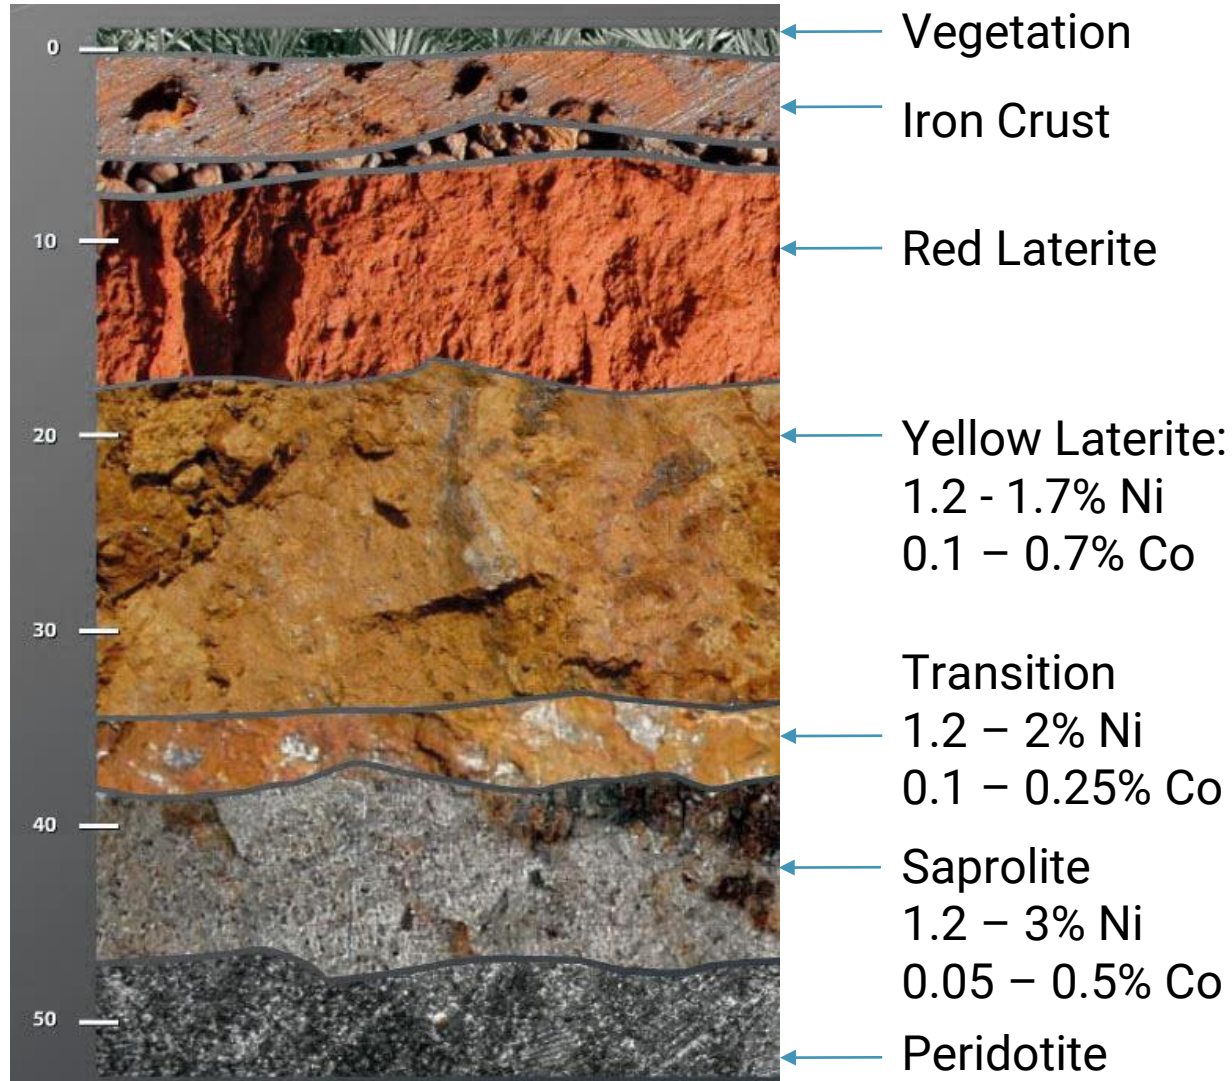 0
10
20
30
40
50
Vegetation
Iron Crust
Red Laterite
Yellow Laterite:
1.2 - 1.7% Ni
0.1 – 0.7% Co
Transition
1.2 – 2% Ni
0.1 – 0.25% Co
Saprolite
1.2 – 3% Ni
0.05 – 0.5% Co
Peridotite